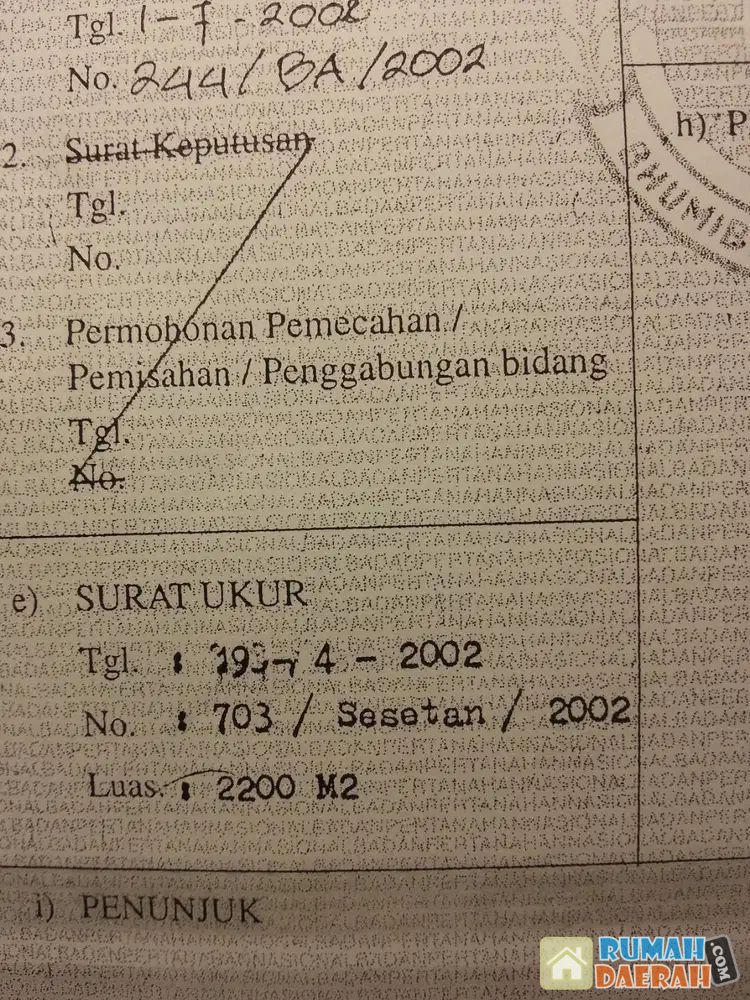 Tgl. 1-7-2002
No. 244/BA/2002
h) P
2. Surat Keputusan
Tgl.
No.
BHUMIB
3. Permohonan Pemecahan /
Pemisahan / Penggabungan bidang
Tgl.
No.
e) SURAT UKUR
Tgl. : 4 - 2002
No. : 703 / Sesetan / 2002
Luas. : 2200 M2
i) PENUNJUK
RUMAH
DAERAH.COM